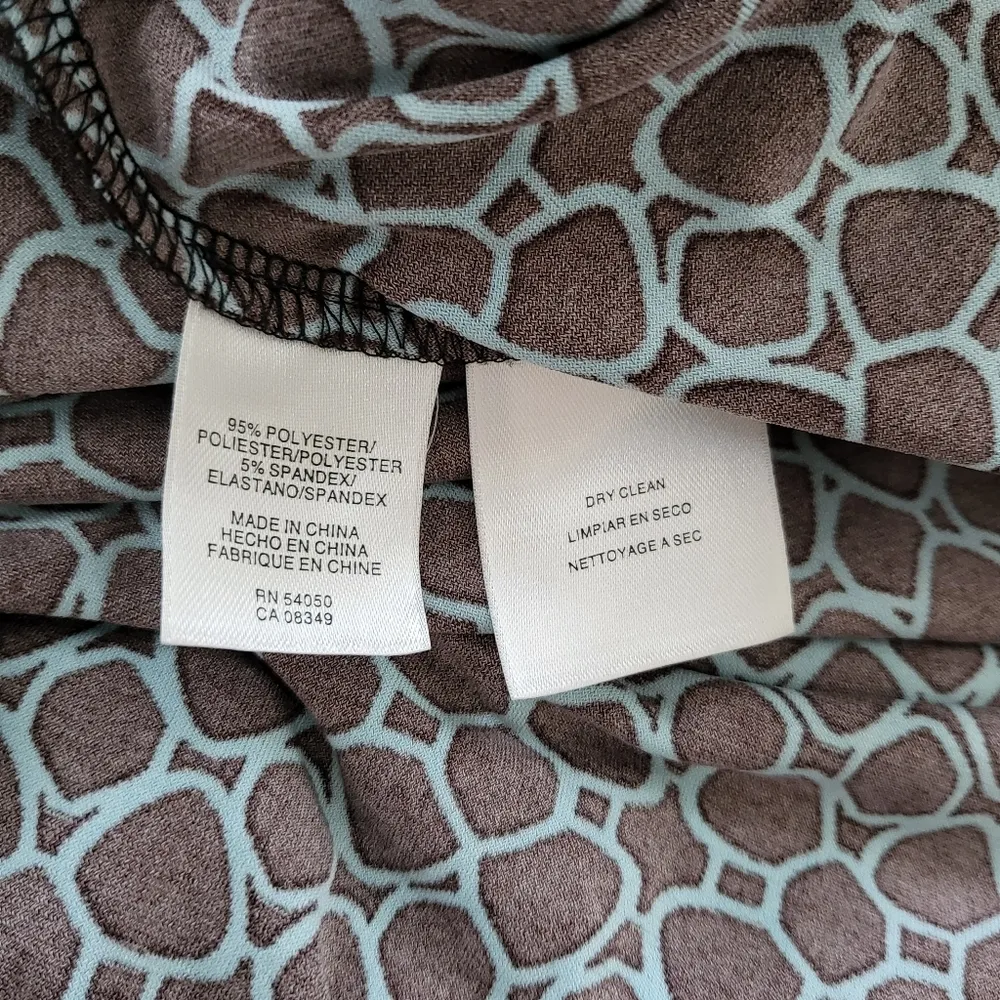 95% POLYESTER/
POLIESTER/POLYESTER
5% SPANDEX/
ELASTANO/SPANDEX
MADE IN CHINA
HECHO EN CHINA
FABRIQUE EN CHINE
RN 54050
CA 08349
DRY CLEAN
LIMPIAR EN SECO
NETTOYAGE A SEC